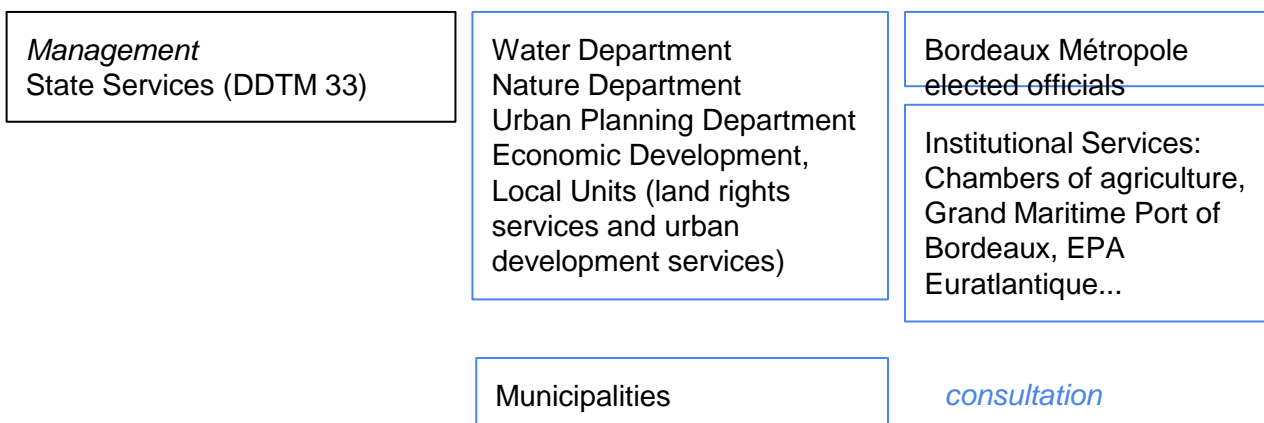 Management
State Services (DDTM 33)
Water Department
Nature Department
Urban Planning Department
Economic Development,
Local Units (land rights
services and urban
development services)
Bordeaux Métropole
elected officials
Institutional Services:
Chambers of agriculture,
Grand Maritime Port of
Bordeaux, EPA
Euratlantique...
Municipalities
consultation